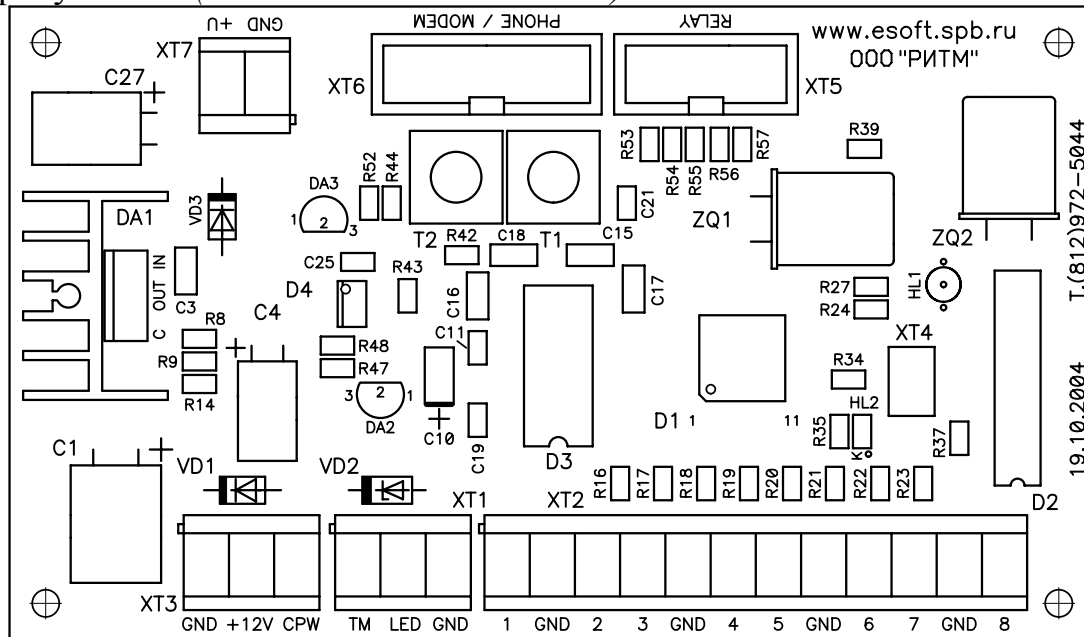 +U GND
PHONE / MODEM
RELAY
www.esoft.spb.ru
ООО "РИТМ"
XT7
XT6
XT5
C27
+
R53
R54
R55
R56
R57
R39
T.(812)972-5044
R52
R44
DA3
1 2 3
C21
ZQ1
DA1
VD3
T2
R42
C18
T1
C15
ZQ2
C25
R43
C16
C17
HL1
R27
R24
D4
C OUT IN
C3
C4
R8
C11
XT4
+
R48
R9
R47
R34
R14
3 2 1
DA2
+
C10
D1
1
11
HL2
R35
K
R37
19.10.2004
C1
+
C19
D3
VD1
VD2
R16
R17
R18
R19
R20
R21
R22
R23
D2
XT1
XT2
XT3
GND +12V CPW
TM LED GND
1 GND 2 3 GND 4 5 GND 6 7 GND 8